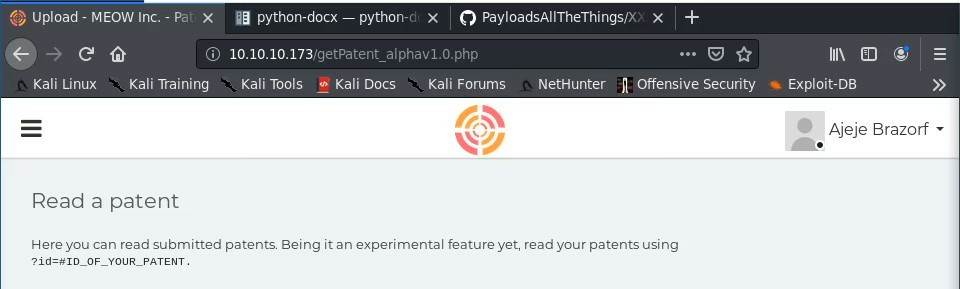 Upload - MEOW Inc. - Pat
python-docx — python-d
PayloadsAllTheThings/XX
10.10.10.173/getPatent_alphav1.0.php
Kali Linux
Kali Training
Kali Tools
Kali Docs
Kali Forums
NetHunter
Offensive Security
Exploit-DB
Ajeje Brazorf
Read a patent
Here you can read submitted patents. Being it an experimental feature yet, read your patents using
?id=#ID_OF_YOUR_PATENT.